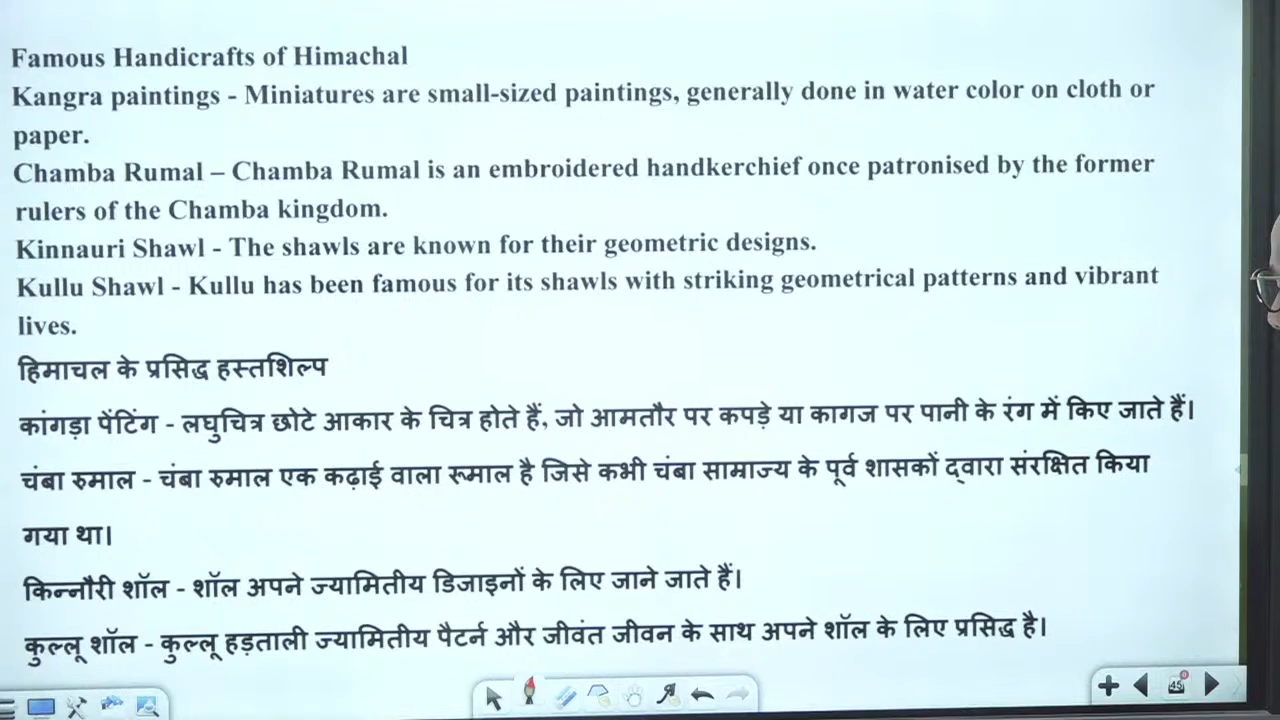 Famous Handicrafts of Himachal
Kangra paintings - Miniatures are small-sized paintings, generally done in water color on cloth or
paper.
Chamba Rumal – Chamba Rumal is an embroidered handkerchief once patronised by the former
rulers of the Chamba kingdom.
Kinnauri Shawl - The shawls are known for their geometric designs.
Kullu Shawl - Kullu has been famous for its shawls with striking geometrical patterns and vibrant
lives.
हिमाचल के प्रसिद्ध हस्तशिल्प
कांगड़ा पेंटिंग - लघुचित्र छोटे आकार के चित्र होते हैं, जो आमतौर पर कपड़े या कागज पर पानी के रंग में किए जाते हैं।
चंबा रुमाल - चंबा रुमाल एक कढ़ाई वाला रूमाल है जिसे कभी चंबा साम्राज्य के पूर्व शासकों द्वारा संरक्षित किया
गया था।
किन्नौरी शॉल - शॉल अपने ज्यामितीय डिजाइनों के लिए जाने जाते हैं।
कुल्लू शॉल - कुल्लू हड़ताली ज्यामितीय पैटर्न और जीवंत जीवन के साथ अपने शॉल के लिए प्रसिद्ध है।
45